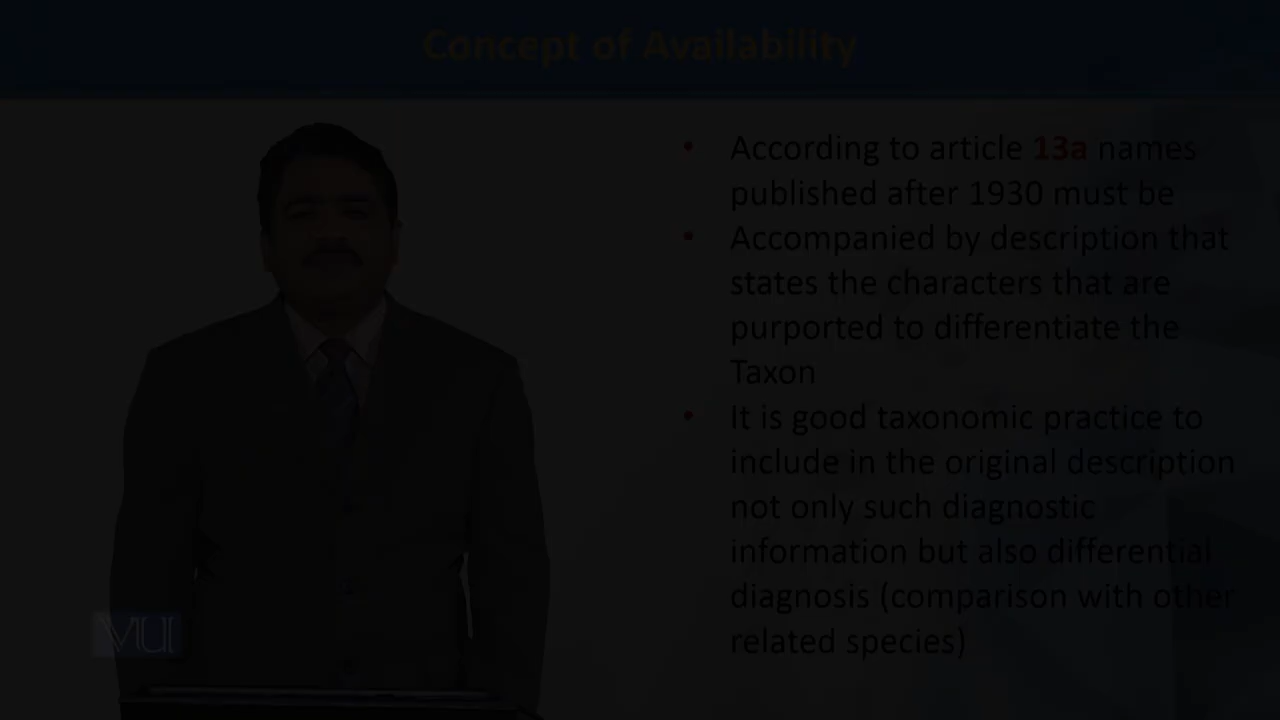 Concept of Availability
• According to article 13a names
published after 1930 must be
• Accompanied by description that
states the characters that are
purported to differentiate the
Taxon
• It is good taxonomic practice to
include in the original description
not only such diagnostic
information but also differential
diagnosis (comparison with other
related species)
VU